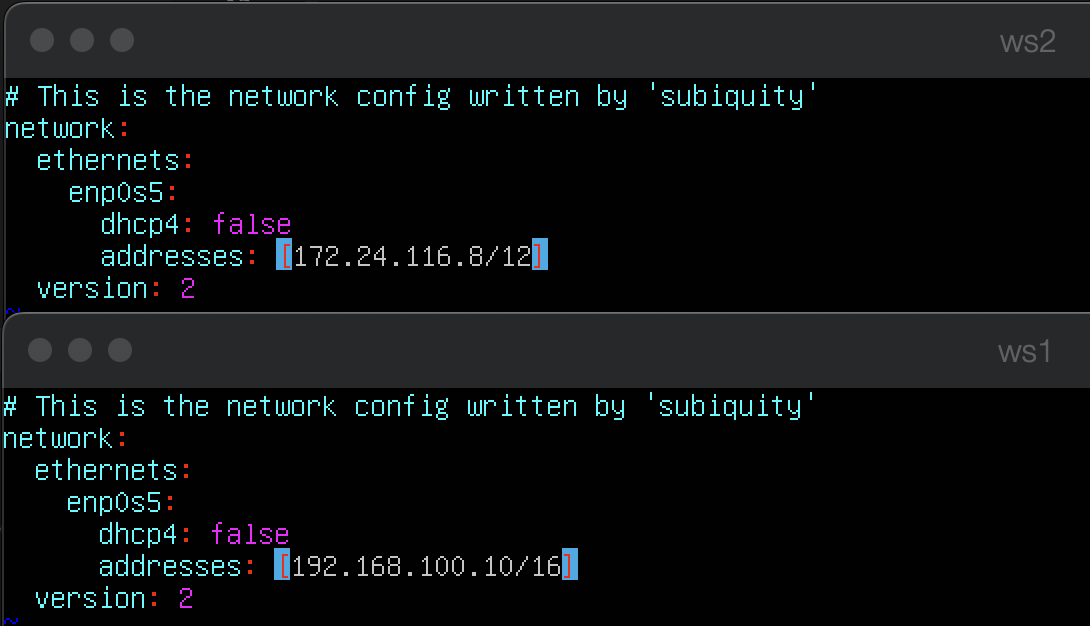 ws2
# This is the network config written by 'subiquity'
network:
  ethernets:
    enp0s5:
      dhcp4: false
      addresses: [172.24.116.8/12]
  version: 2
~
ws1
# This is the network config written by 'subiquity'
network:
  ethernets:
    enp0s5:
      dhcp4: false
      addresses: [192.168.100.10/16]
  version: 2
~